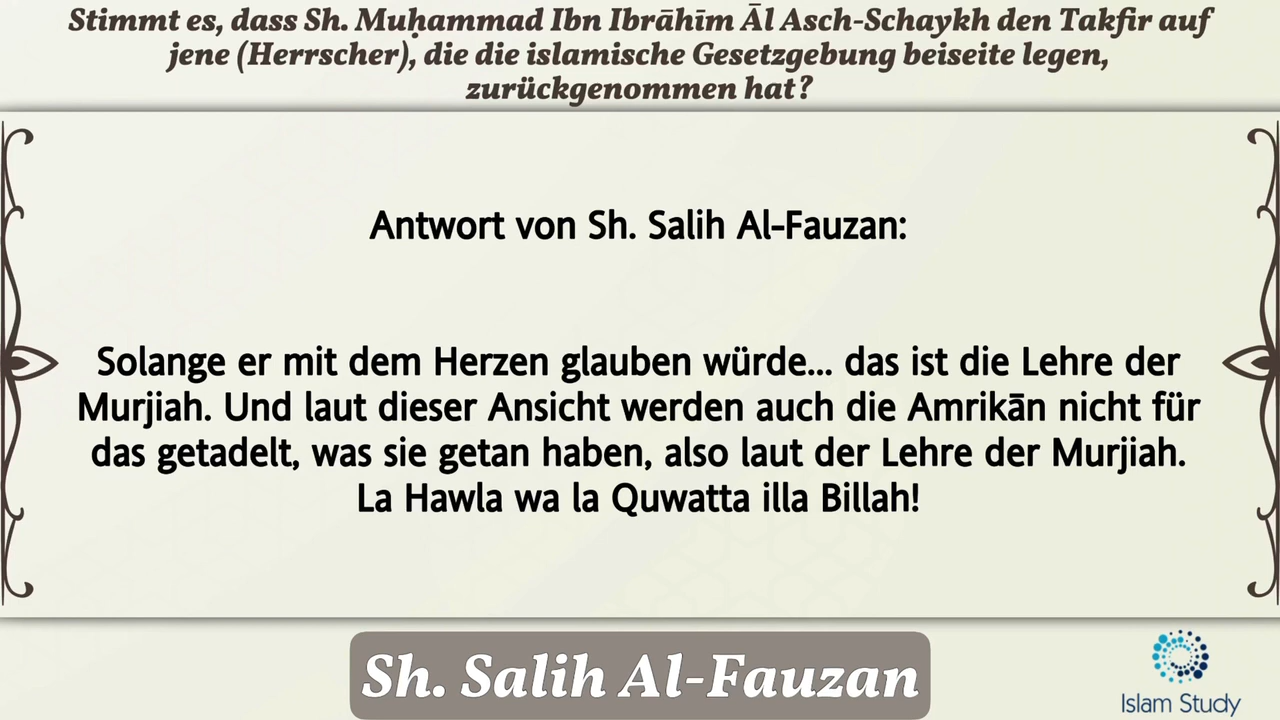 Stimmt es, dass Sh. Muḥammad Ibn Ibrāhīm Āl Asch-Schaykh den Takfir auf
jene (Herrscher), die die islamische Gesetzgebung beiseite legen,
zurückgenommen hat?
Antwort von Sh. Salih Al-Fauzan:
Solange er mit dem Herzen glauben würde... das ist die Lehre der
Murjiah. Und laut dieser Ansicht werden auch die Amrikān nicht für
das getadelt, was sie getan haben, also laut der Lehre der Murjiah.
La Hawla wa la Quwatta illa Billah!
Sh. Salih Al-Fauzan
Islam Study